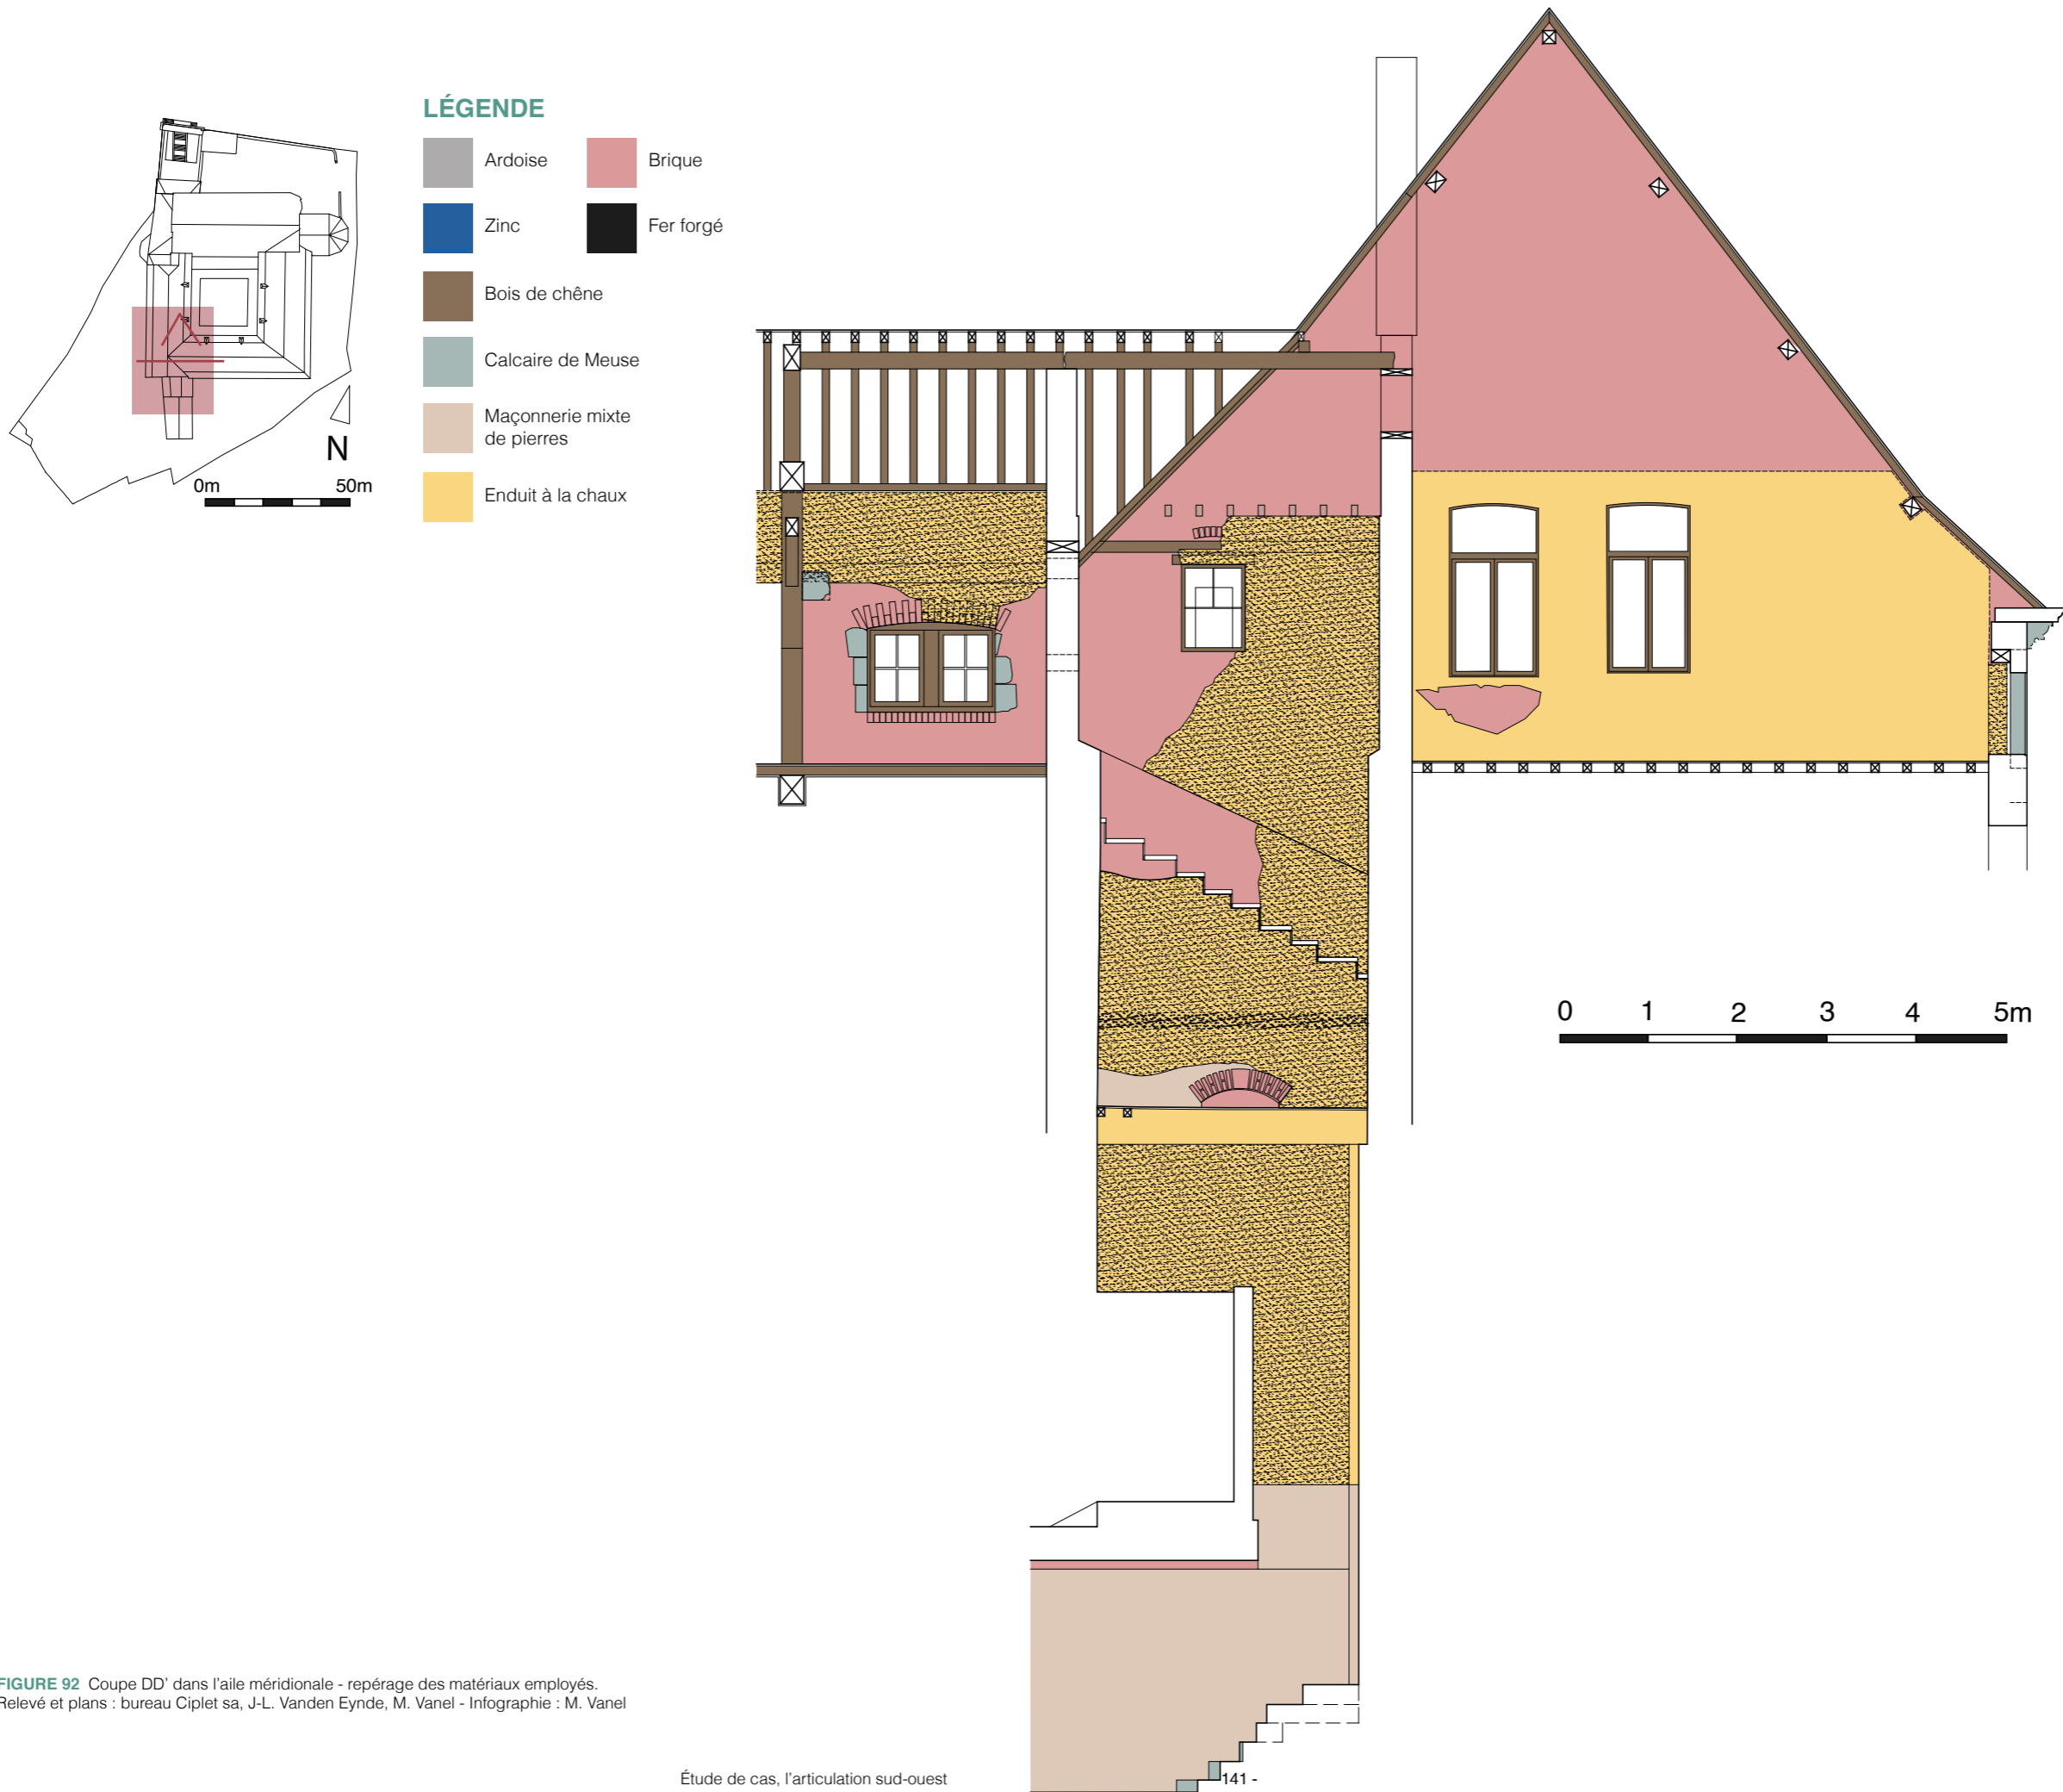 LÉGENDE
Ardoise
Brique
Zinc
Fer forgé
Bois de chêne
Calcaire de Meuse
Maçonnerie mixte
de pierres
Enduit à la chaux
N
0m 50m
0 1 2 3 4 5m
FIGURE 92 Coupe DD' dans l'aile méridionale - repérage des matériaux employés.
Relevé et plans : bureau Ciplet sa, J-L. Vanden Eynde, M. Vanel - Infographie : M. Vanel
Étude de cas, l'articulation sud-ouest
141 -